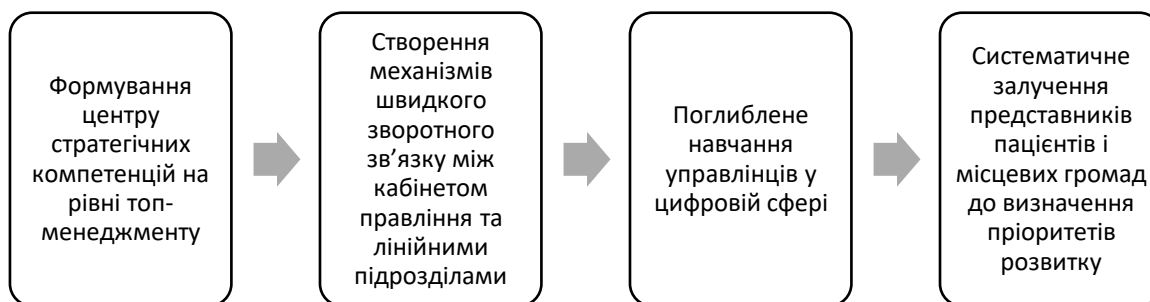 Формування
центру
стратегічних
компетенцій на
рівні топ-
менеджменту
Створення
механізмів
швидкого
зворотного
зв’язку між
кабінетом
правління та
лінійними
підрозділами
Поглиблене
навчання
управлінців у
цифровій сфері
Систематичне
залучення
представників
пацієнтів і
місцевих громад
до визначення
пріоритетів
розвитку